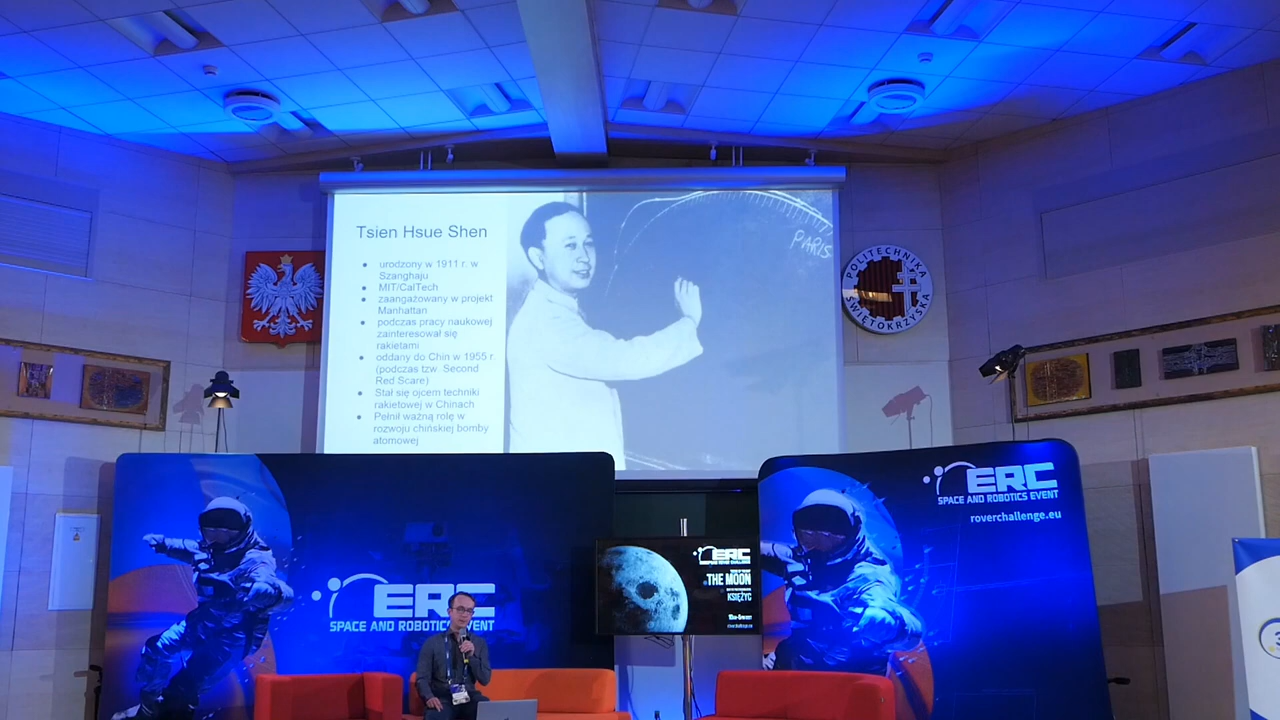 Tsien Hsue Shen
urodzony w 1911 r. w
Szanghaju
MIT/CalTech
zaangażowany w projekt
Manhattan
podczas pracy naukowej
zainteresował się
rakietami
oddany do Chin w 1955 r.
(podczas tzw. Second
Red Scare)
Stał się ojcem techniki
rakietowej w Chinach
Pełnił ważną rolę w
rozwoju chińskiej bomby
atomowej
PARIS
POLITECHNIKA
ŚWIĘTOKRZYSKA
ERC
SPACE AND ROBOTICS EVENT
roverchallenge.eu
ERC
SPACE AND ROBOTICS EVENT
ERC
THE MOON
KSIĘŻYC